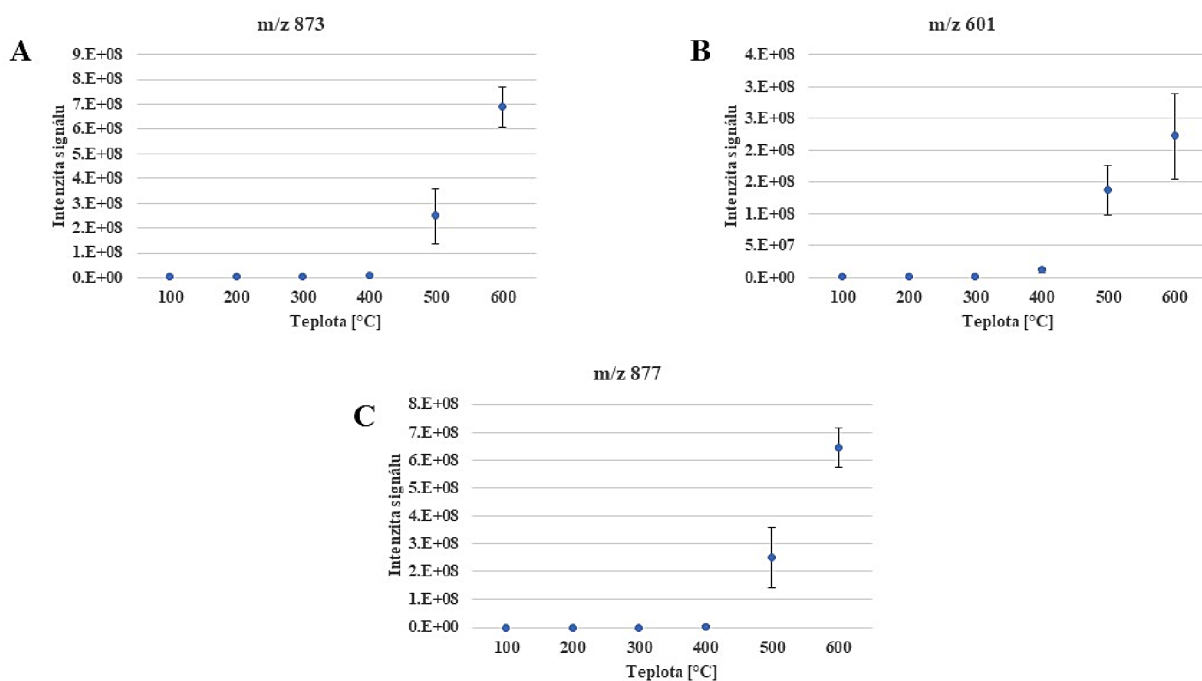 A
m/z 873
Intenzita signálu
9.E+08
8.E+08
7.E+08
6.E+08
5.E+08
4.E+08
3.E+08
2.E+08
1.E+08
0.E+00
100 200 300 400 500 600
Teplota [°C]
B
m/z 601
Intenzita signálu
4.E+08
3.E+08
3.E+08
2.E+08
2.E+08
1.E+08
5.E+07
0.E+00
100 200 300 400 500 600
Teplota [°C]
C
m/z 877
Intenzita signálu
8.E+08
7.E+08
6.E+08
5.E+08
4.E+08
3.E+08
2.E+08
1.E+08
0.E+00
100 200 300 400 500 600
Teplota [°C]